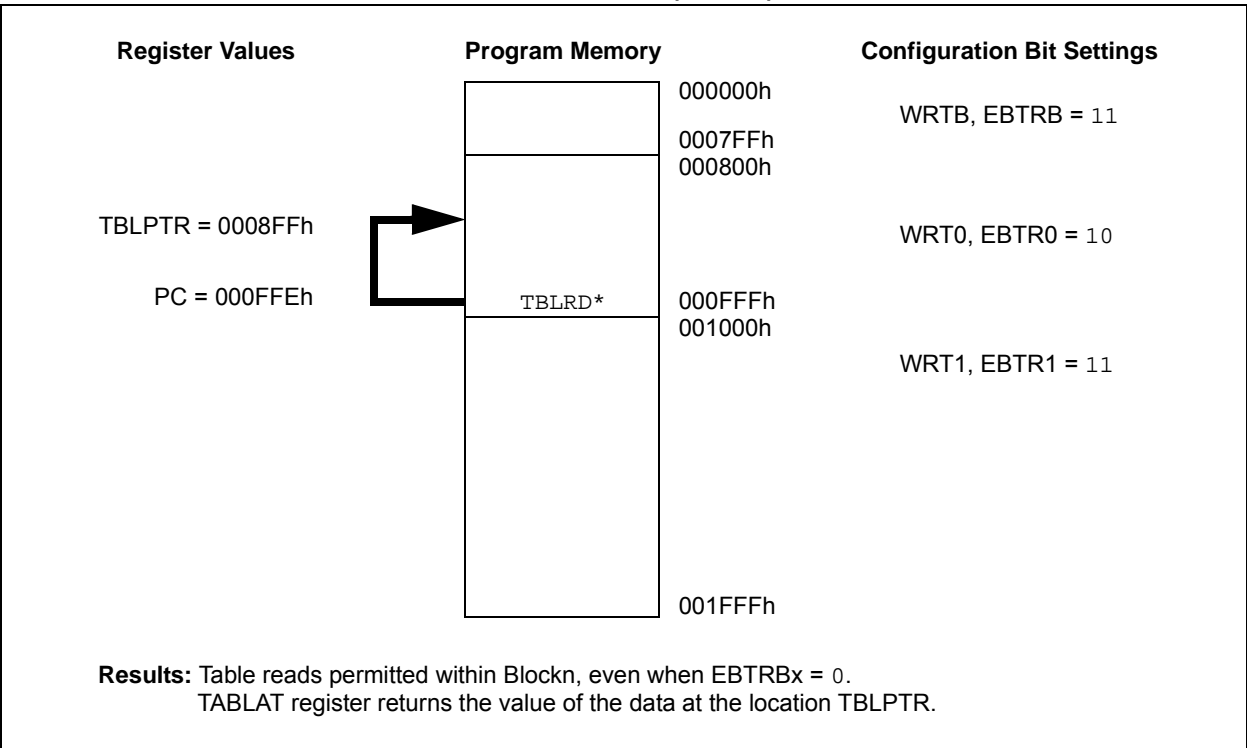 Register Values Program Memory Configuration Bit Settings
000000h
WRTB, EBTRB = 11
0007FFh
000800h
TBLPTR = 0008FFh
WRT0, EBTR0 = 10
PC = 000FFEh
TBLRD*
000FFFh
001000h
WRT1, EBTR1 = 11
001FFFh
Results: Table reads permitted within Blockn, even when EBTRBx = 0.
TABLAT register returns the value of the data at the location TBLPTR.